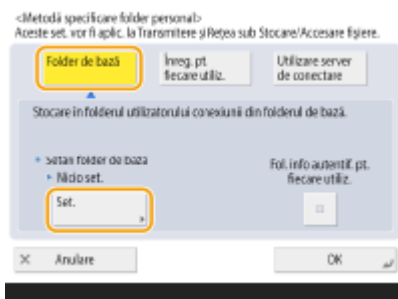 <Metodă specificare folder personal>
Aceste set. vor fi aplic. la Transmitere și Rețea sub Stocare/Accesare fișiere.
Folder de bază
Înreg. pt.
fiecare utiliz.
Utilizare server
de conectare
Stocare în folderul utilizatorului conexiunii din folderul de bază.
Setări folder de bază
Nicio set.
Set.
Fol. info autentif. pt.
fiecare utiliz.
Anulare
OK